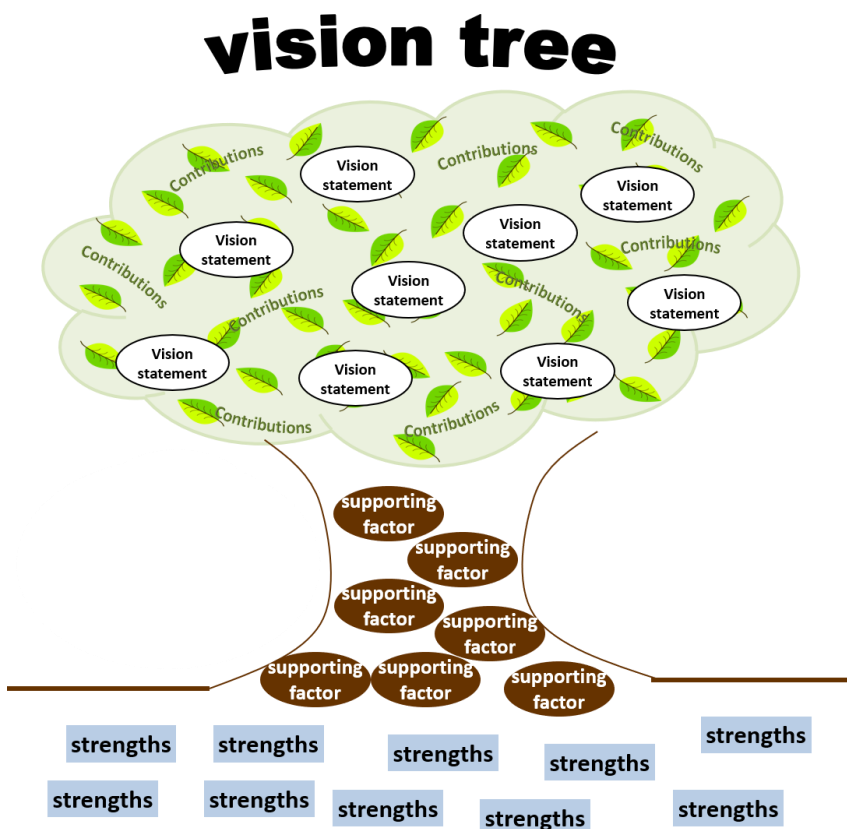 vision tree
Contributions
Contributions
Contributions
Vision
statement
Vision
statement
Vision
statement
Vision
statement
Contributions
Contributions
Vision
statement
Contributions
Contributions
Vision
statement
Vision
statement
Vision
statement
Vision
statement
Contributions
Contributions
supporting
factor
supporting
factor
supporting
factor
supporting
factor
supporting
factor
supporting
factor
supporting
factor
strengths
strengths
strengths
strengths
strengths
strengths
strengths
strengths
strengths
strengths